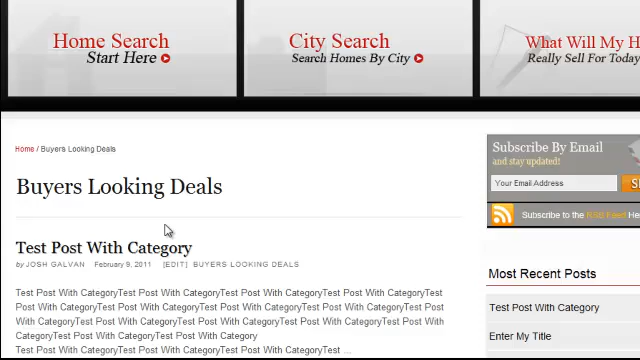 Home Search
Start Here
City Search
Search Homes By City
What Will My
Really Sell For Today
Home / Buyers Looking Deals
Buyers Looking Deals
Test Post With Category
by JOSH GALVAN February 9, 2011 [EDIT] BUYERS LOOKING DEALS
Test Post With CategoryTest Post With CategoryTest Post With CategoryTest Post With CategoryTest
Post With CategoryTest Post With CategoryTest Post With CategoryTest Post With CategoryTest Post
With CategoryTest Post With CategoryTest Post With CategoryTest Post With CategoryTest Post With
CategoryTest Post With CategoryTest Post With Category
Test Post With CategoryTest Post With CategoryTest Post With CategoryTest ...
Subscribe By Email
and stay updated!
Your Email Address
Subscribe to the RSS Feed
Most Recent Posts
Test Post With Category
Enter My Title